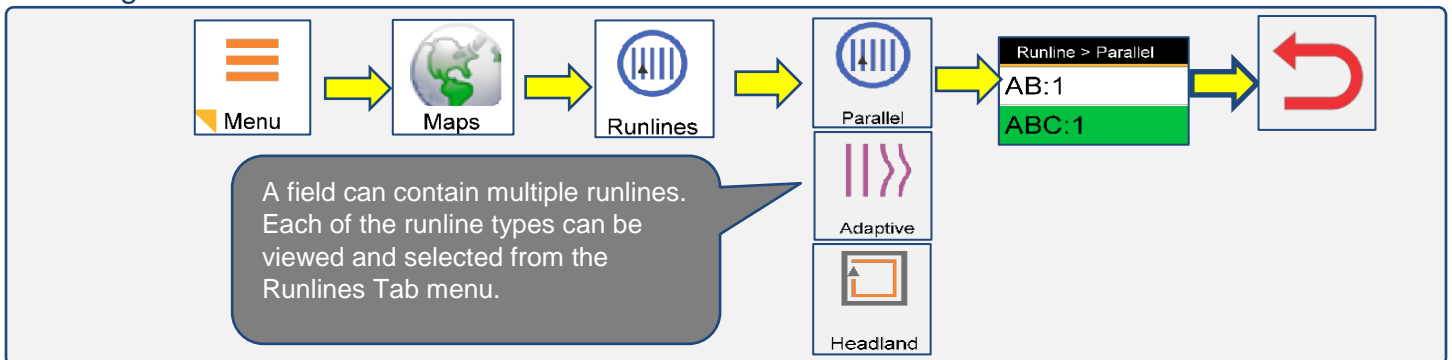 Menu
Maps
Runlines
Parallel
Adaptive
Headland
Runline > Parallel
AB:1
ABC:1
A field can contain multiple runlines.
Each of the runline types can be
viewed and selected from the
Runlines Tab menu.